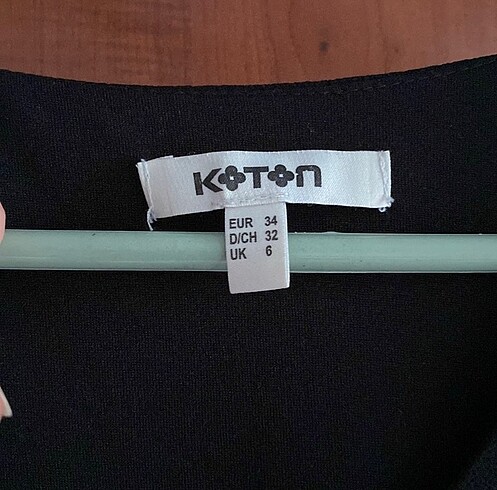 KOTON
EUR 34
D/CH 32
UK 6